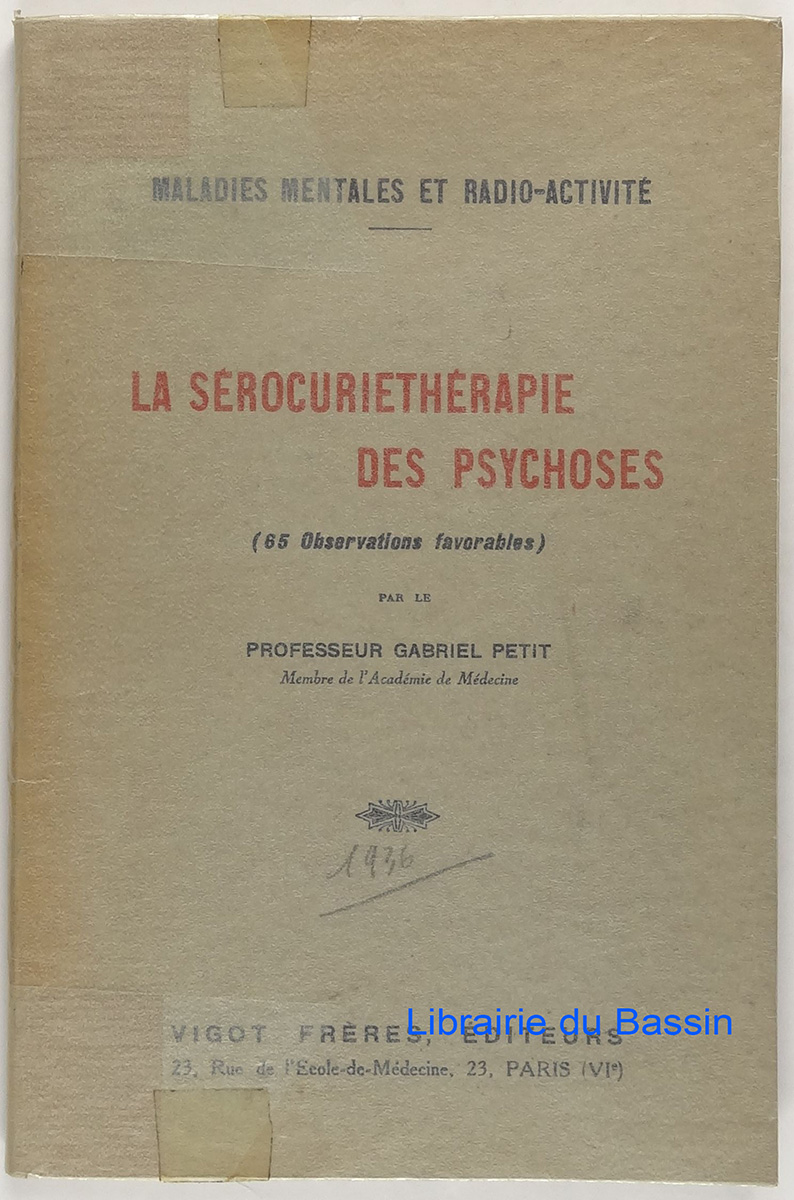 MALADIES MENTALES ET RADIO-ACTIVITÉ
LA SÉROCURIETHÉRAPIE
DES PSYCHOSES
(65 Observations favorables)
PAR LE
PROFESSEUR GABRIEL PETIT
Membre de l'Académie de Médecine
1936
Librairie du Bassin
VIGOT FRÈRES, ÉDITEURS
23, Rue de l'Ecole-de-Médecine, 23, PARIS (VIe)